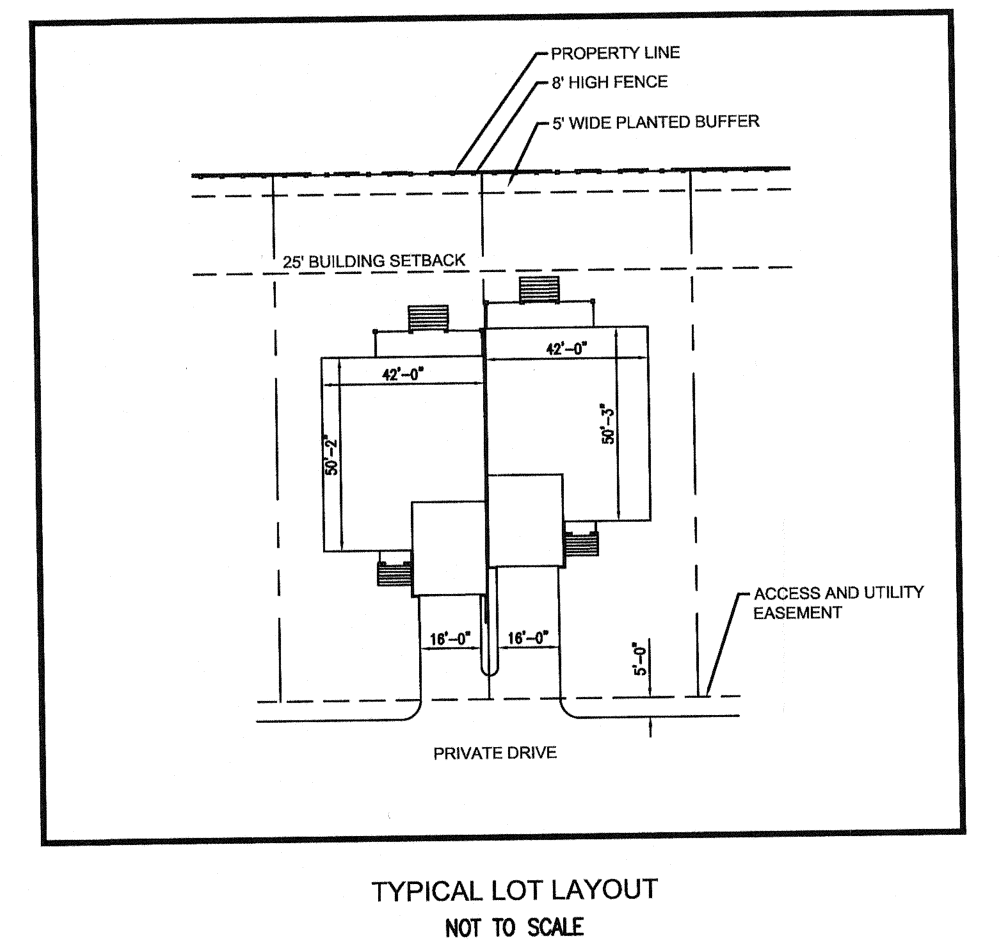 PROPERTY LINE
8' HIGH FENCE
5' WIDE PLANTED BUFFER
25' BUILDING SETBACK
42'-0"
42'-0"
50'-2"
50'-3"
ACCESS AND UTILITY
EASEMENT
16'-0"
16'-0"
5'-0"
PRIVATE DRIVE
TYPICAL LOT LAYOUT
NOT TO SCALE